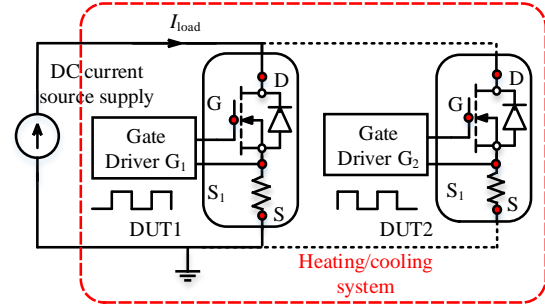 I_load
DC current
source supply
D
G
Gate
Driver G₁
S₁
S
DUT1
D
G
Gate
Driver G₂
S₁
S
DUT2
Heating/cooling
system